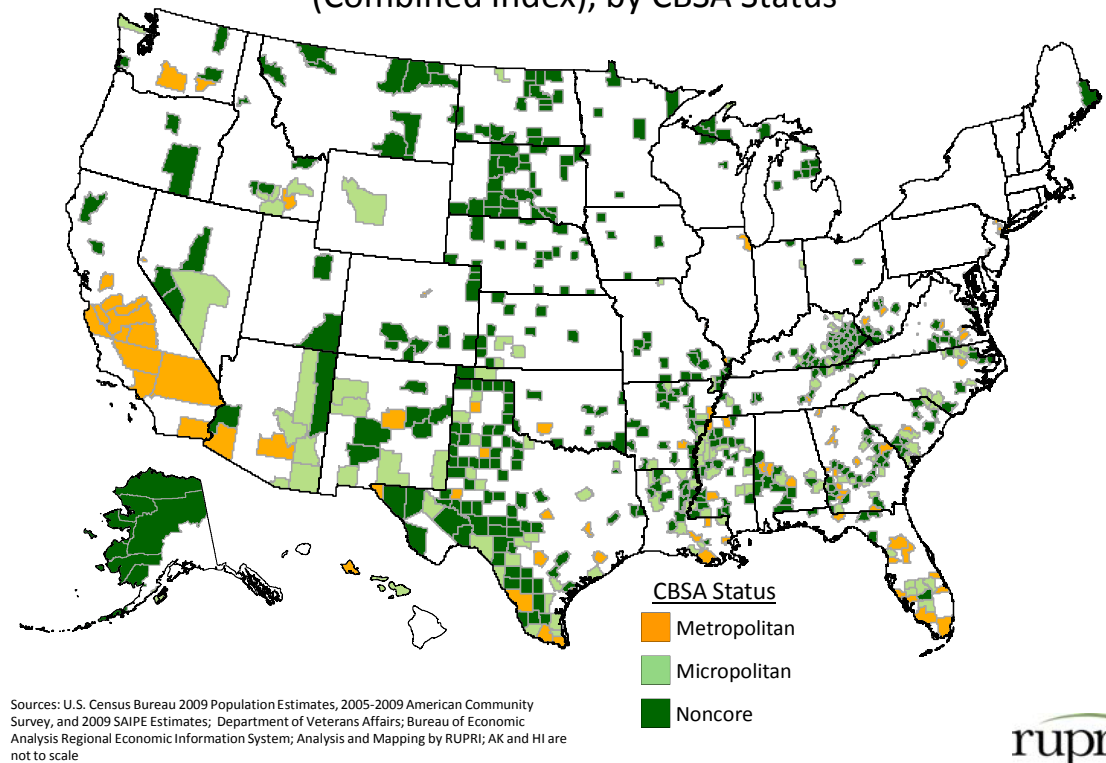 (Combined Index), by CBSA Status
CBSA Status
Metropolitan
Micropolitan
Noncore
Sources: U.S. Census Bureau 2009 Population Estimates, 2005-2009 American Community
Survey, and 2009 SAIPE Estimates;  Department of Veterans Affairs; Bureau of Economic
Analysis Regional Economic Information System; Analysis and Mapping by RUPRI; AK and HI are
not to scale
rupr